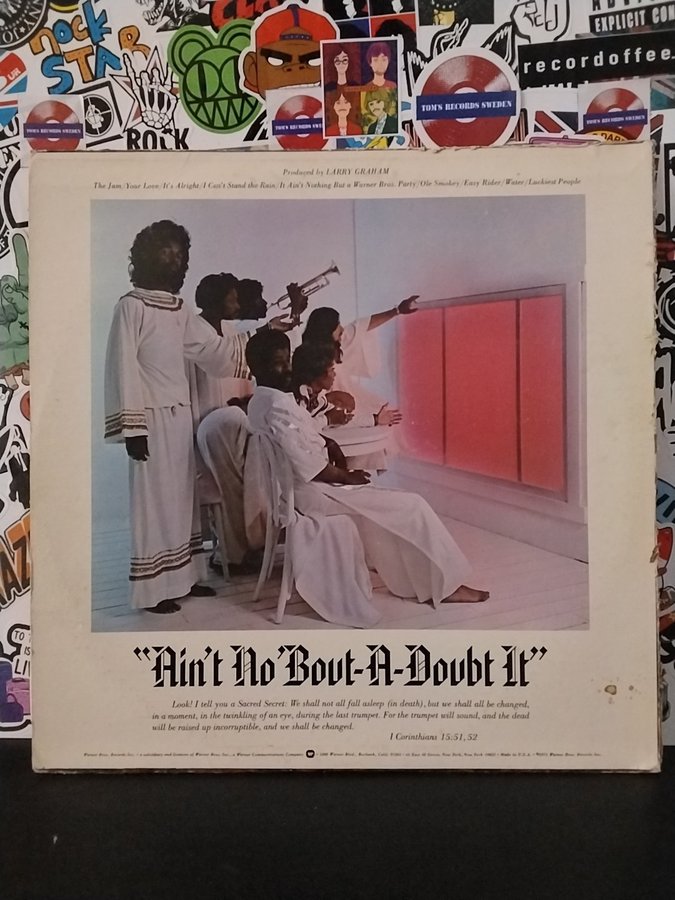 ROCK
STAR
EXPLICIT CON
recordoffee.
TOM'S RECORDS SWEDEN
TOM'S RECORDS SWEDEN
TOM'S RECORDS SWE
TOM'S RECORDS SWEDEN
ROCK
Produced by LARRY GRAHAM
The Jam/Your Love/It's Alright/I Can't Stand the Rain/It Ain't Nothing But a Warner Bros. Party/Ole Smokey/Easy Rider/Water/Luckiest People
"Ain't No 'Bout-A-Doubt It"
Look! I tell you a Sacred Secret: We shall not all fall asleep (in death), but we shall all be changed,
in a moment, in the twinkling of an eye, during the last trumpet. For the trumpet will sound, and the dead
will be raised up incorruptible, and we shall be changed.
I Corinthians 15:51, 52